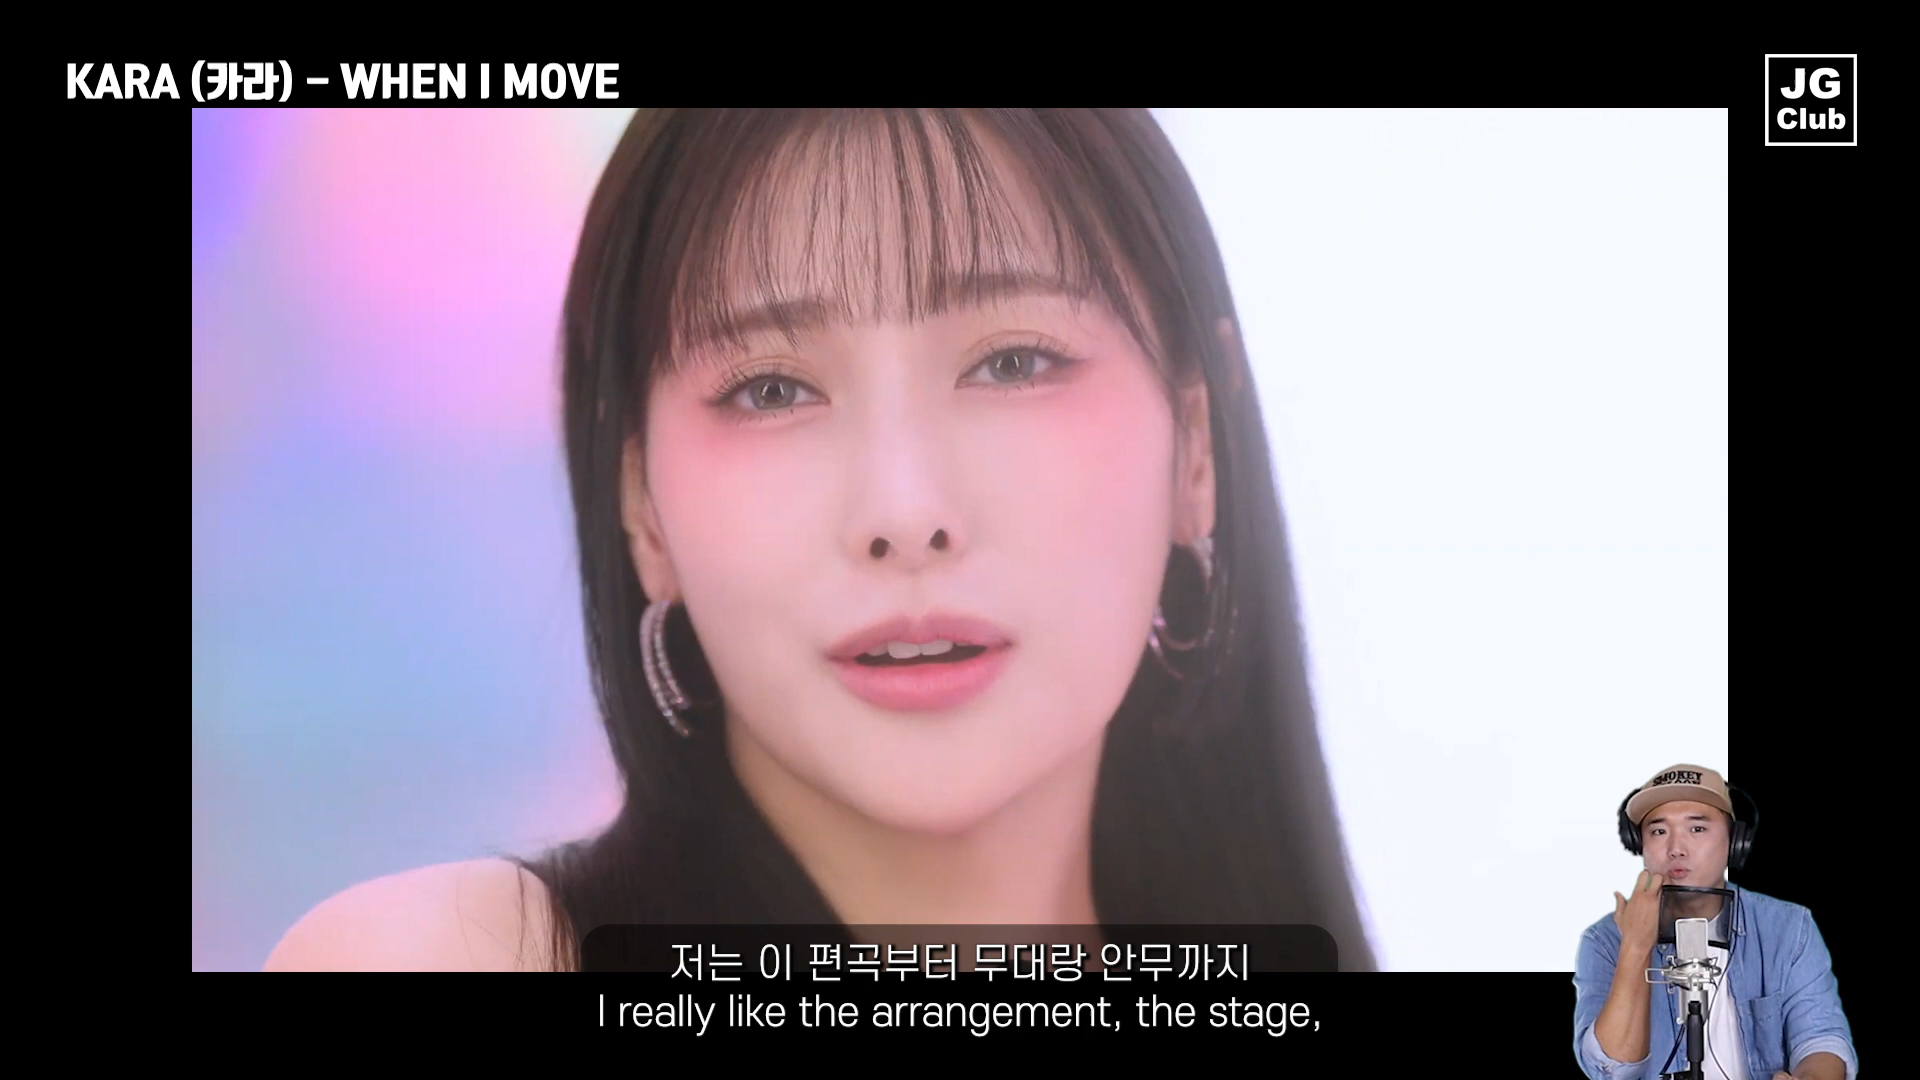 KARA (카라) – WHEN I MOVE
JG
Club
SMOKEY
저는 이 편곡부터 무대랑 안무까지
I really like the arrangement, the stage,